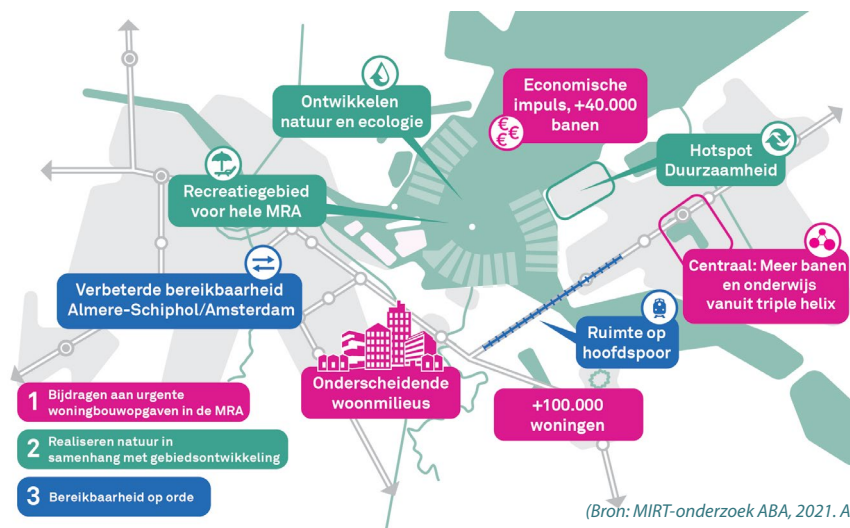 Economische
impuls, +40.000
banen
€€
€€
Ontwikkelen
natuur en ecologie
Hotspot
Duurzaamheid
Recreatiegebied
voor hele MRA
Centraal: Meer banen
en onderwijs
vanuit triple helix
Verbeterde bereikbaarheid
Almere-Schiphol/Amsterdam
Ruimte op
hoofdspoor
Onderscheidende
woonmilieus
+100.000
woningen
1 Bijdragen aan urgente
woningbouwopgaven in de MRA
2 Realiseren natuur in
samenhang met gebiedsontwikkeling
3 Bereikbaarheid op orde
(Bron: MIRT-onderzoek ABA, 2021. A